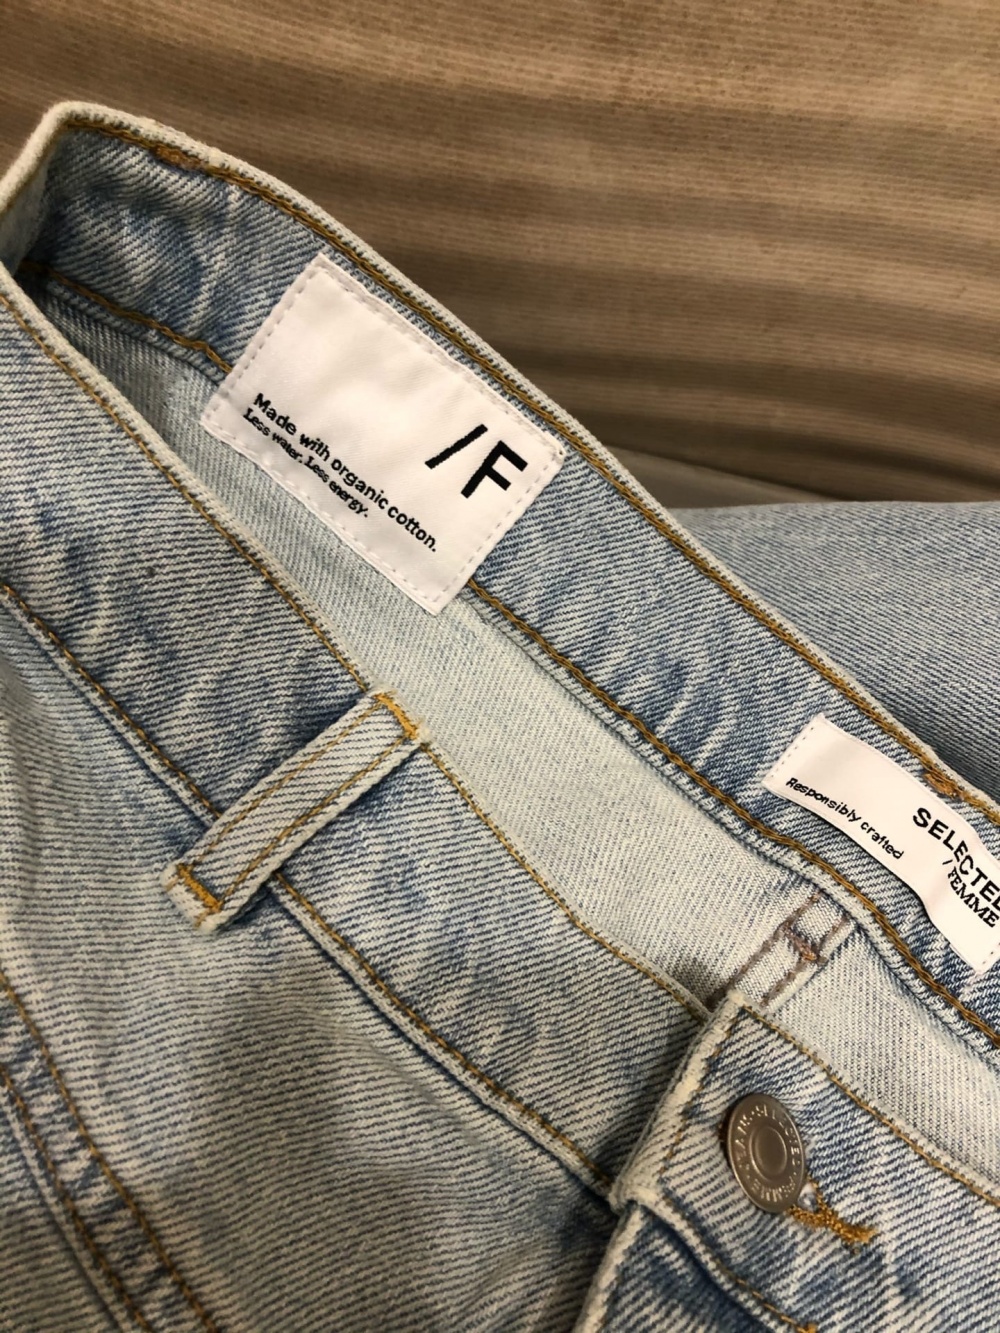 /F
Made with organic cotton.
Less water. Less energy.
SELECTED
/FEMME
Responsibly crafted